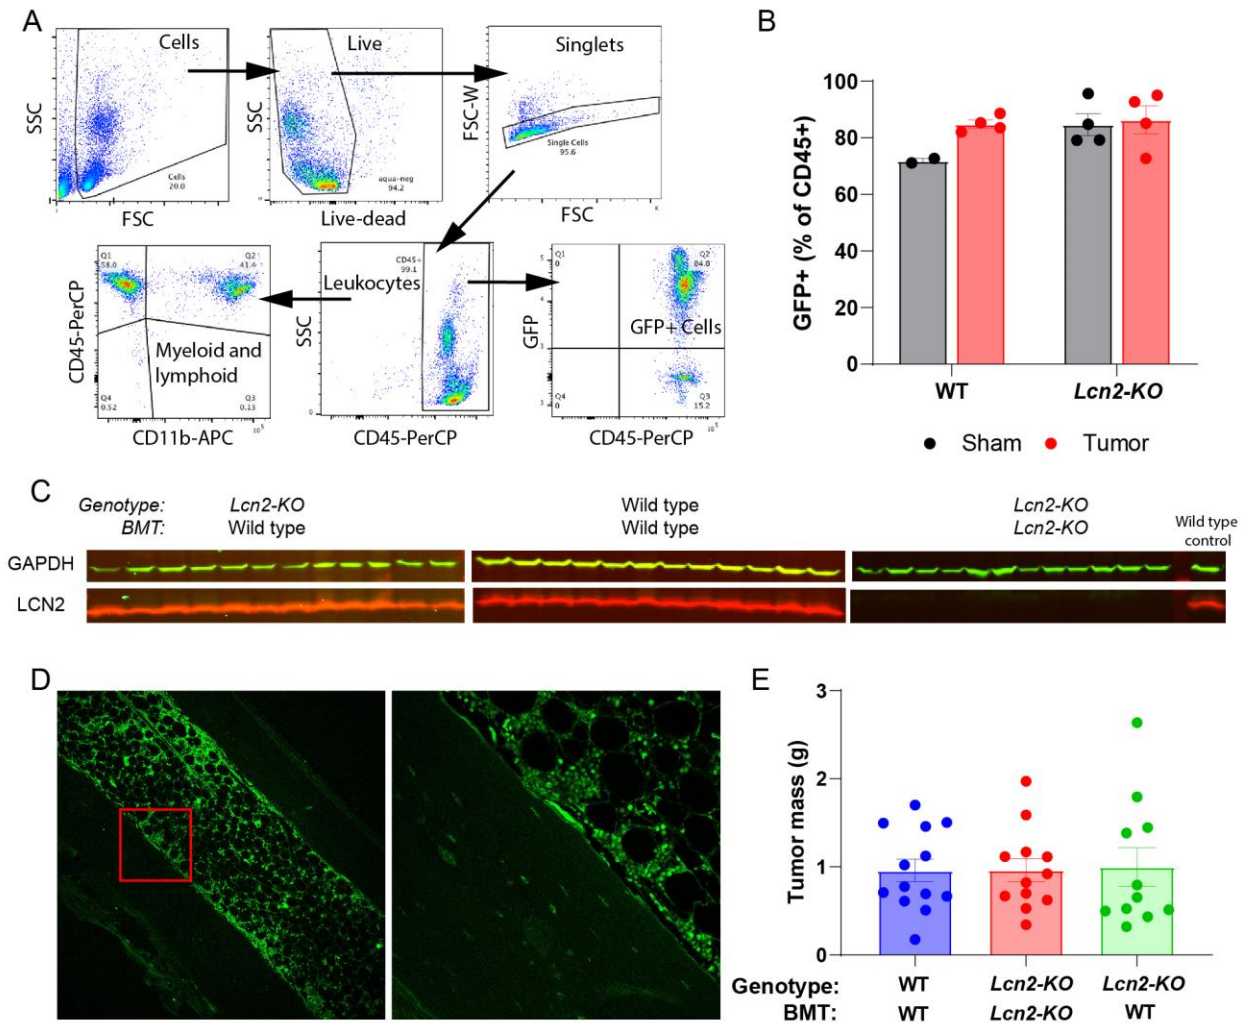 A
SSC
Cells
Cells
20.0
FSC
SSC
Live
aqua-neg
94.2
Live-dead
FSC-W
Singlets
Single Cells
95.6
FSC
K
CD45-PerCP
Q1
58.0
Q2
41.4
Myeloid and
lymphoid
Q4
0.52
Q3
0.13
CD11b-APC
10⁵
SSC
CD45+
99.1
Leukocytes
0
CD45-PerCP
GFP
Q1
0
Q2
84.8
GFP+ Cells
Q4
0
Q3
15.2
CD45-PerCP
10⁵
B
GFP+ (% of CD45+)
100
80
60
40
20
0
WT
Lcn2-KO
Sham
Tumor
C
Genotype: Lcn2-KO Wild type Lcn2-KO
BMT: Wild type Wild type Lcn2-KO
Wild type
control
GAPDH
LCN2
D
E
Tumor mass (g)
3
2
1
0
Genotype: WT Lcn2-KO Lcn2-KO
BMT: WT Lcn2-KO WT